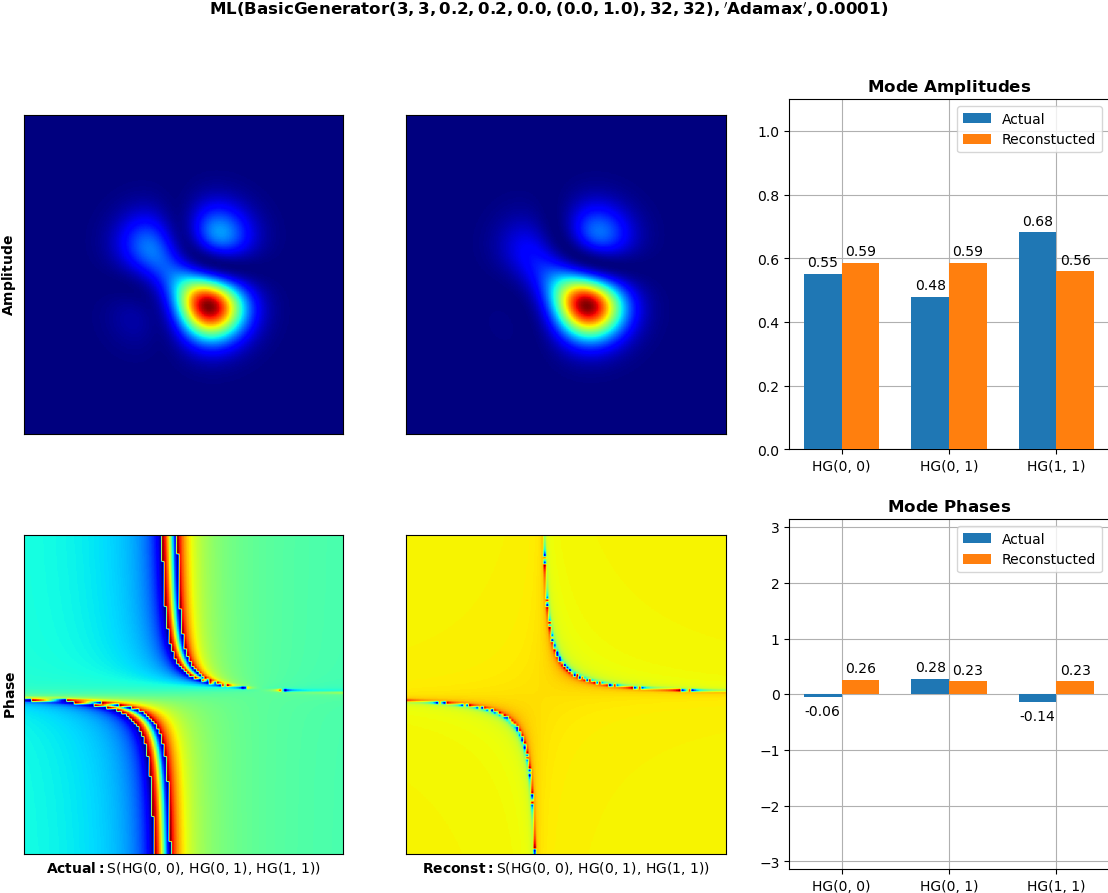 ML(BasicGenerator(3, 3, 0.2, 0.2, 0.0, (0.0, 1.0), 32, 32), 'Adamax', 0.0001)
Amplitude
Mode Amplitudes
Actual
Reconstucted
1.0
0.8
0.6
0.4
0.2
0.0
0.55
0.59
0.48
0.59
0.68
0.56
HG(0, 0)
HG(0, 1)
HG(1, 1)
Phase
Actual: S(HG(0, 0), HG(0, 1), HG(1, 1))
Reconst: S(HG(0, 0), HG(0, 1), HG(1, 1))
Mode Phases
Actual
Reconstucted
3
2
1
0
−1
−2
−3
-0.06
0.26
0.28
0.23
-0.14
0.23
HG(0, 0)
HG(0, 1)
HG(1, 1)